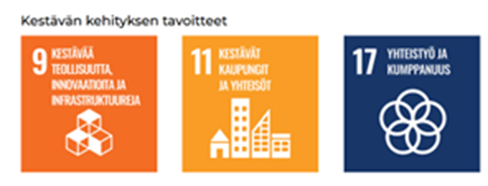 Kestävän kehityksen tavoitteet
9 KESTÄVÄÄ
TEOLLISUUTTA,
INNOVAATIOITA JA
INFRASTRUKTUUREJA
11 KESTÄVÄT
KAUPUNGIT
JA YHTEISÖT
17 YHTEISTYÖ JA
KUMPPANUUS